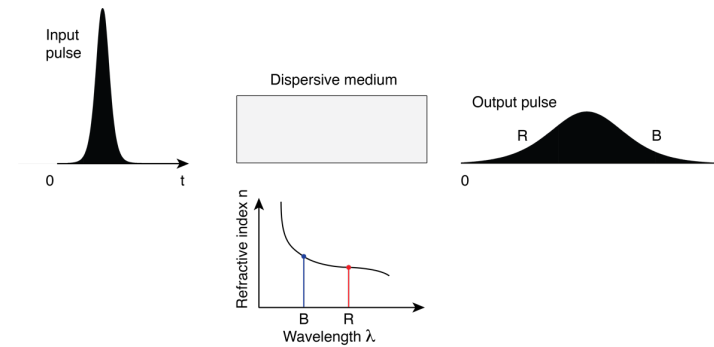 Input
pulse
0
t
Dispersive medium
Output pulse
R
B
0
Refractive index n
B
R
Wavelength λ